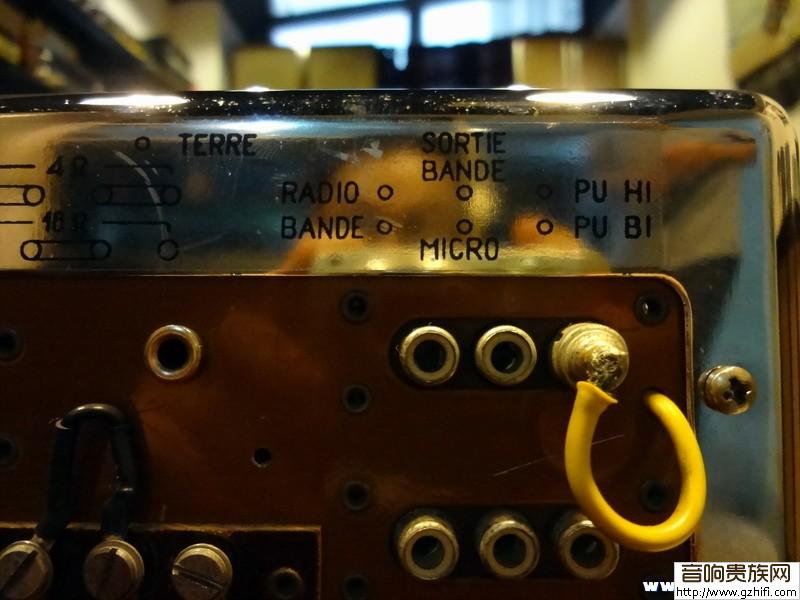 TERRE
4 Ω
16 Ω
SORTIE
BANDE
RADIO
PU HI
BANDE
PU BI
MICRO
音响贵族网
http://www.gzhifi.com